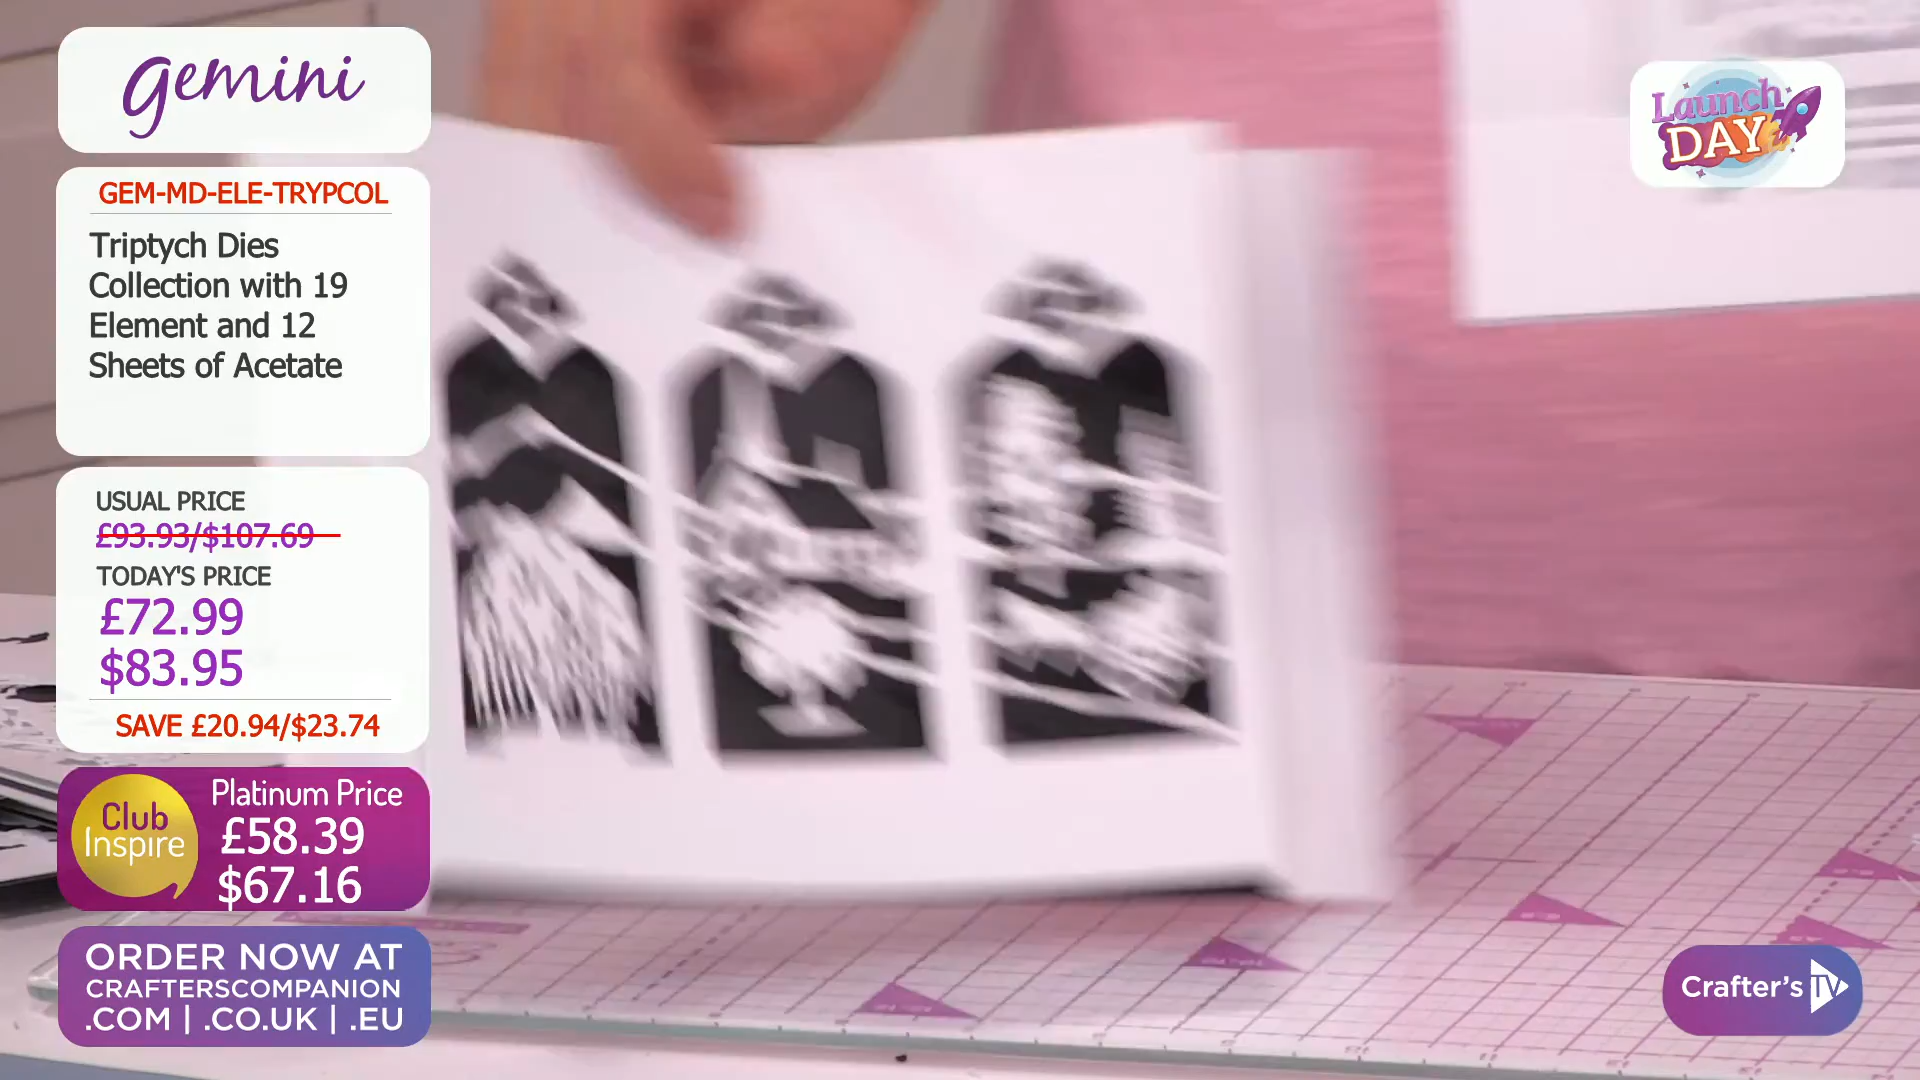 gemini
GEM-MD-ELE-TRYPCOL
Triptych Dies
Collection with 19
Element and 12
Sheets of Acetate
USUAL PRICE
£93.93/$107.69
TODAY'S PRICE
£72.99
$83.95
SAVE £20.94/$23.74
Club
Inspire
Platinum Price
£58.39
$67.16
ORDER NOW AT
CRAFTERSCOMPANION
.COM | .CO.UK | .EU
Launch
DAY
Crafter's TV